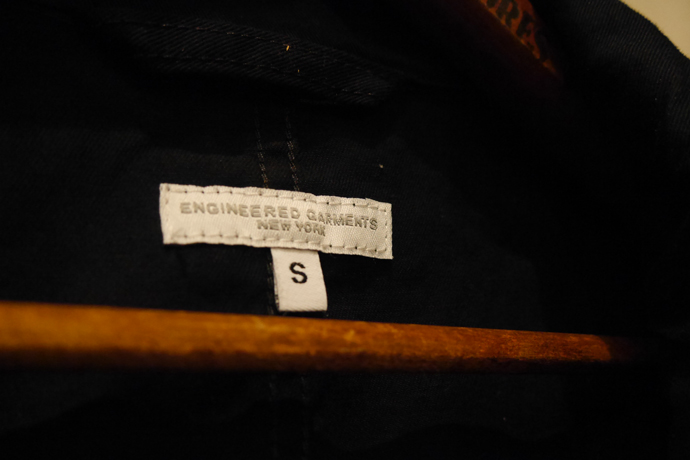 ENGINEERED GARMENTS
NEW YORK
S